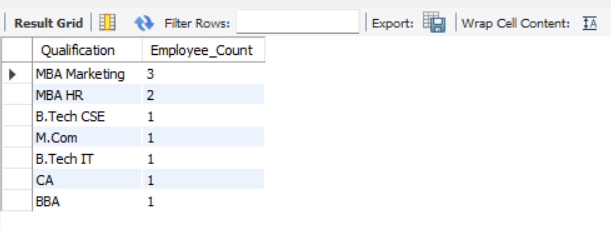 Result Grid Filter Rows: Export: Wrap Cell Content: IA
Qualification Employee_Count
MBA Marketing 3
MBA HR 2
B.Tech CSE 1
M.Com 1
B.Tech IT 1
CA 1
BBA 1